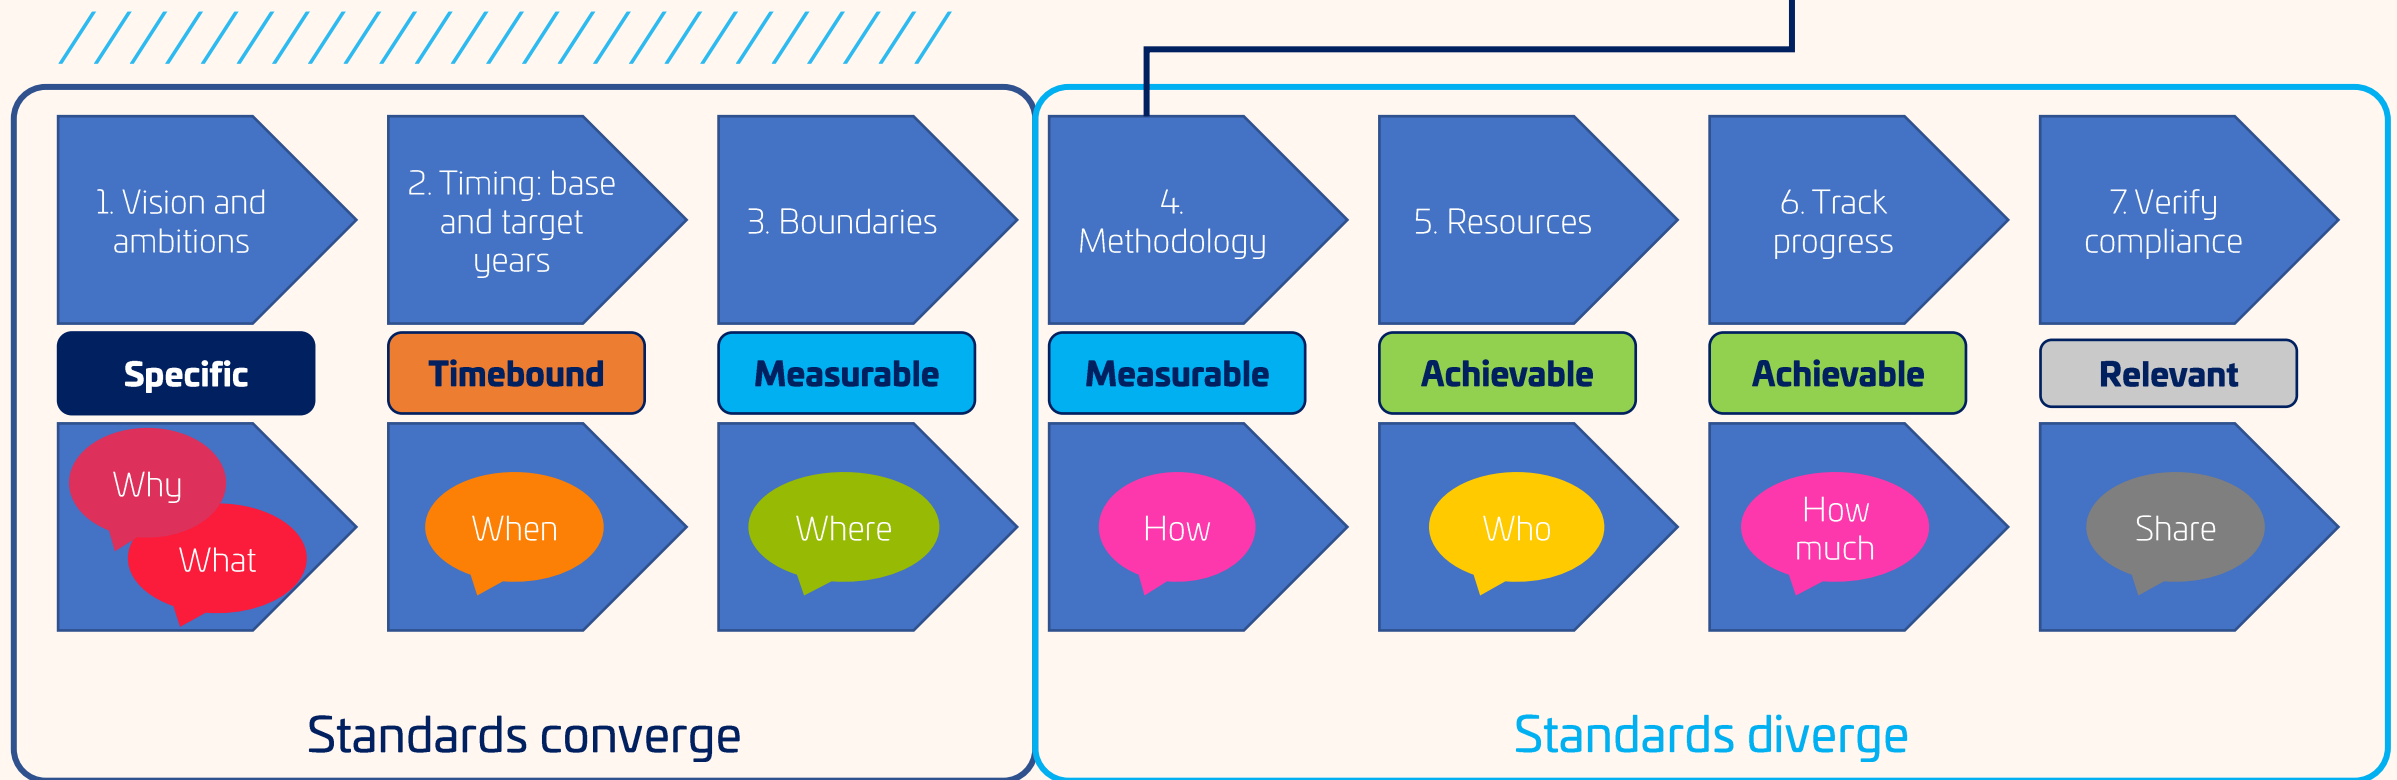 1. Vision and
ambitions
2. Timing: base
and target
years
3. Boundaries
4.
Methodology
5. Resources
6. Track
progress
7. Verify
compliance
Specific
Timebound
Measurable
Measurable
Achievable
Achievable
Relevant
Why
What
When
Where
How
Who
How
much
Share
Standards converge
Standards diverge